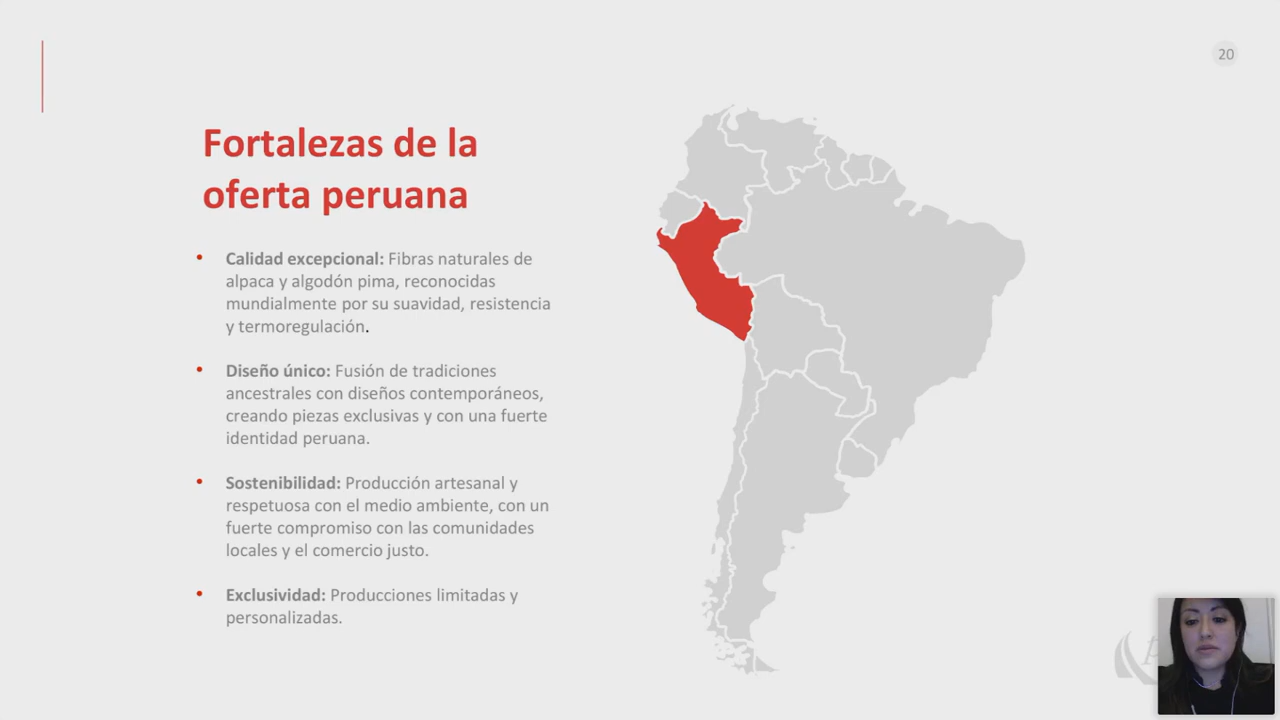 20
Fortalezas de la
oferta peruana
• Calidad excepcional: Fibras naturales de
alpaca y algodón pima, reconocidas
mundialmente por su suavidad, resistencia
y termoregulación.
• Diseño único: Fusión de tradiciones
ancestrales con diseños contemporáneos,
creando piezas exclusivas y con una fuerte
identidad peruana.
• Sostenibilidad: Producción artesanal y
respetuosa con el medio ambiente, con un
fuerte compromiso con las comunidades
locales y el comercio justo.
• Exclusividad: Producciones limitadas y
personalizadas.